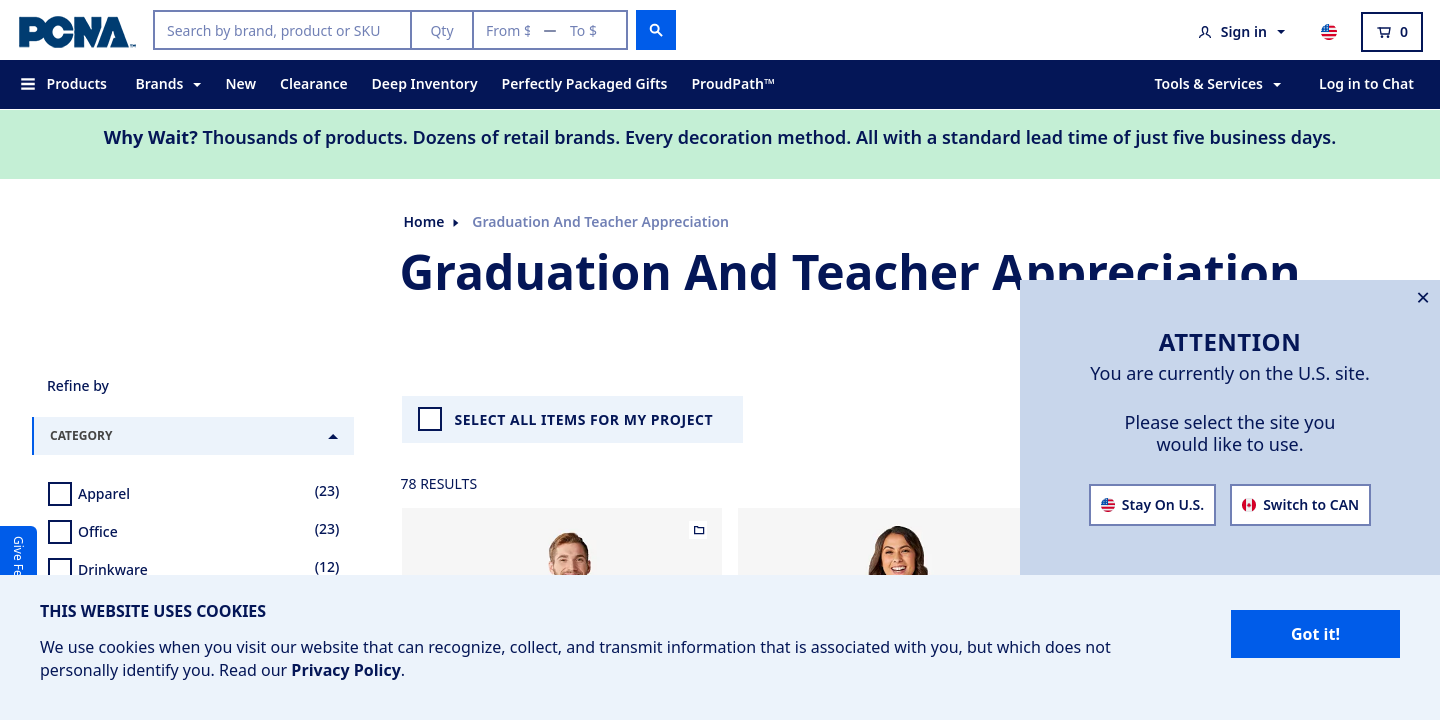 PCNA™
Search by brand, product or SKU
Qty
From $ — To $
Sign in
0
Products
Brands
New
Clearance
Deep Inventory
Perfectly Packaged Gifts
ProudPath™
Tools & Services
Log in to Chat
Why Wait? Thousands of products. Dozens of retail brands. Every decoration method. All with a standard lead time of just five business days.
Home
Graduation And Teacher Appreciation
Graduation And Teacher Appreciation
ATTENTION
You are currently on the U.S. site.
Please select the site you
would like to use.
Stay On U.S.
Switch to CAN
Refine by
CATEGORY
Apparel (23)
Office (23)
Drinkware (12)
SELECT ALL ITEMS FOR MY PROJECT
78 RESULTS
Give
THIS WEBSITE USES COOKIES
We use cookies when you visit our website that can recognize, collect, and transmit information that is associated with you, but which does not
personally identify you. Read our Privacy Policy.
Got it!